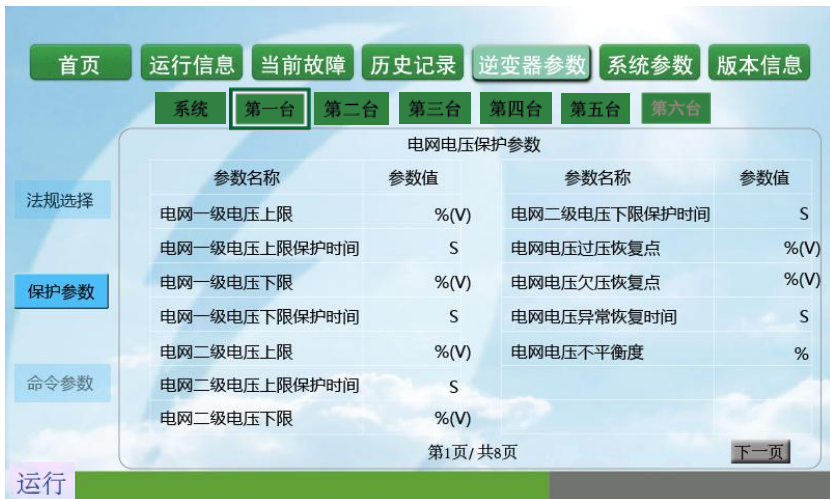 首页 运行信息 当前故障 历史记录 逆变器参数 系统参数 版本信息
系统 第一台 第二台 第三台 第四台 第五台 第六台
电网电压保护参数
参数名称 参数值 参数名称 参数值
法规选择
电网一级电压上限 %(V) 电网二级电压下限保护时间 S
电网一级电压上限保护时间 S 电网电压过压恢复点 %(V)
保护参数
电网一级电压下限 %(V) 电网电压欠压恢复点 %(V)
电网一级电压下限保护时间 S 电网电压异常恢复时间 S
电网二级电压上限 %(V) 电网电压不平衡度 %
命令参数
电网二级电压上限保护时间 S
电网二级电压下限 %(V)
第1页/共8页 下一页
运行